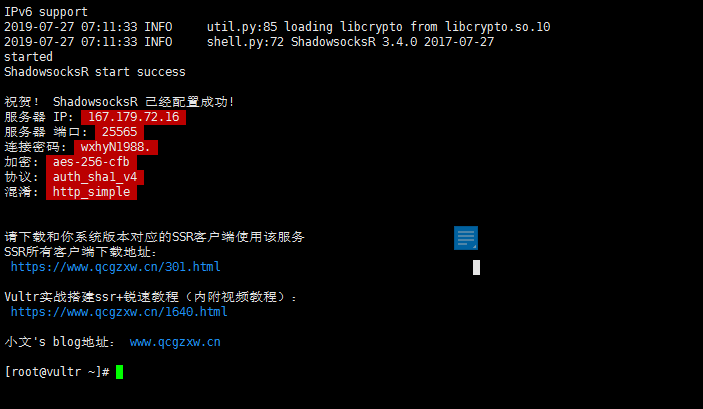 IPv6 support
2019-07-27 07:11:33 INFO     util.py:85 loading libcrypto from libcrypto.so.10
2019-07-27 07:11:33 INFO     shell.py:72 ShadowsocksR 3.4.0 2017-07-27
started
ShadowsocksR start success
祝贺！ ShadowsocksR 已经配置成功!
服务器 IP: 167.179.72.16
服务器 端口: 25565
连接密码: wxhyN1988.
加密: aes-256-cfb
协议: auth_sha1_v4
混淆: http_simple
请下载和你系统版本对应的SSR客户端使用该服务
SSR所有客户端下载地址：
https://www.qcgzxw.cn/301.html
Vultr实战搭建ssr+锐速教程（内附视频教程）：
https://www.qcgzxw.cn/1640.html
小文's blog地址： www.qcgzxw.cn
[root@vultr ~]#